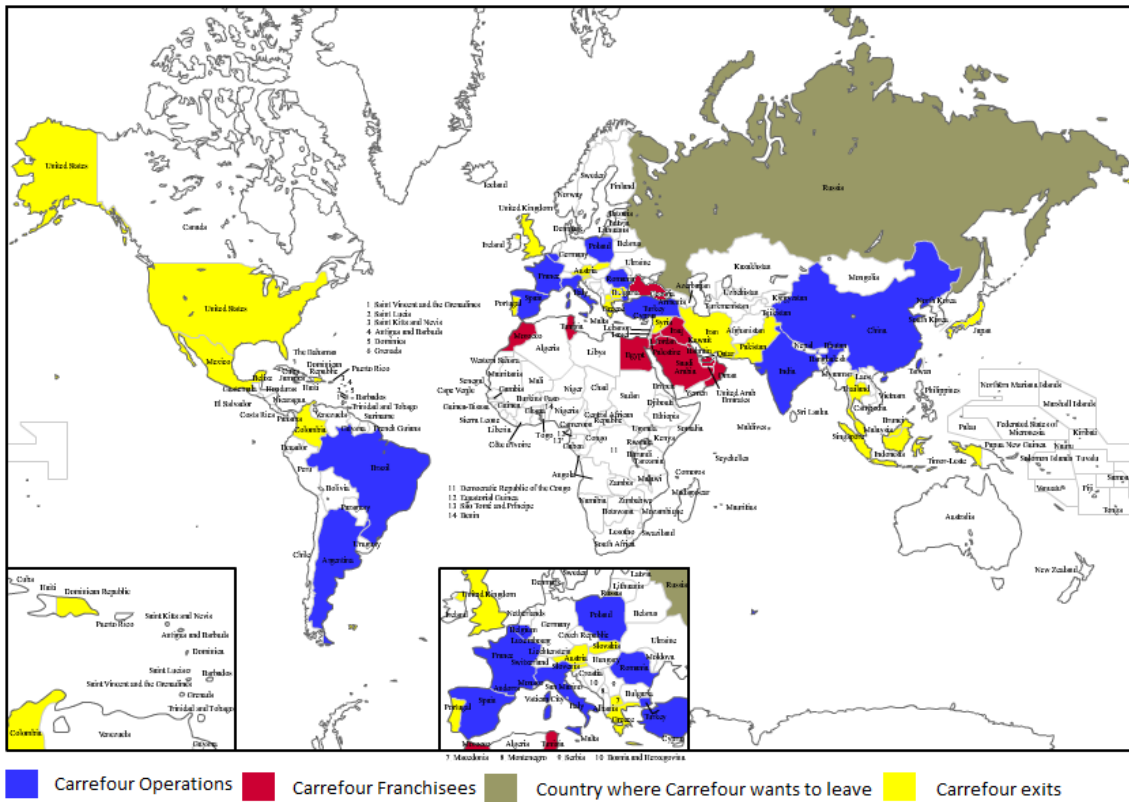 United States
Canada
United States
Mexico
Iceland
Sweden
Norway
Finland
United Kingdom
Ireland
Denmark
Estonia
Latvia
Lithuania
Belarus
Poland
Germany
Ukraine
France
Austria
Romania
Portugal
Spain
Italy
Greece
Turkey
Russia
Kazakhstan
Mongolia
Uzbekistan
Turkmenistan
Kyrgyzstan
Tajikistan
Azerbaijan
Armenia
North Korea
South Korea
Japan
China
Cyprus
Malta
Lebanon
Israel
Syria
Iraq
Iran
Afghanistan
Kuwait
Pakistan
Bahrain
Qatar
Nepal
Bhutan
Bangladesh
India
Taiwan
Myanmar
Laos
Thailand
Vietnam
Cambodia
Philippines
Sri Lanka
Maldives
Brunei
Malaysia
Singapore
Indonesia
Timor-Leste
Papua New Guinea
Northern Mariana Islands
Marshall Islands
Palau
Federated States of
Micronesia
Kiribati
Nauru
Solomon Islands
Tuvalu
Vanuatu
Fiji
Samoa
Tonga
Australia
New Zealand
1 Saint Vincent and the Grenadines
2 Saint Lucia
3 Saint Kitts and Nevis
4 Antigua and Barbuda
5 Dominica
6 Grenada
The Bahamas
Cuba
Dominican
Republic
Puerto Rico
Jamaica
Haiti
Belize
Guatemala
Honduras
El Salvador
Nicaragua
Costa Rica
Panama
Barbados
Trinidad and Tobago
Venezuela
Guyana
Suriname
French Guiana
Colombia
Ecuador
Peru
Brazil
Bolivia
Paraguay
Chile
Argentina
Uruguay
Morocco
Tunisia
Algeria
Libya
Egypt
Western Sahara
Mauritania
Mali
Niger
Chad
Sudan
Eritrea
Yemen
Oman
Saudi
Arabia
United Arab
Emirates
Cape Verde
Senegal
Gambia
Guinea-Bissau
Guinea
Sierra Leone
Liberia
Côte d'Ivoire
Burkina Faso
Ghana
Togo
14
Nigeria
Cameroon
Central African
Republic
Djibouti
Ethiopia
Somalia
Uganda
Kenya
Rwanda
Burundi
Tanzania
Gabon
Congo
11
12
13
Angola
Zambia
Malawi
Comoros
Seychelles
Madagascar
Mauritius
Namibia
Zimbabwe
Botswana
Mozambique
Swaziland
Lesotho
South Africa
11 Democratic Republic of the Congo
12 Equatorial Guinea
13 São Tomé and Príncipe
14 Benin
Cuba
Haiti
Dominican Republic
Puerto Rico
Saint Kitts and Nevis
Antigua and Barbuda
Dominica
Saint Lucia
Barbados
Saint Vincent and the Grenadines
Grenada
Trinidad and Tobago
Colombia
Venezuela
Guyana
Denmark
Sweden
Latvia
Lithuania
Russia
Russia
United Kingdom
Ireland
Netherlands
Belgium
Germany
Poland
Belarus
Luxembourg
Czech Republic
Ukraine
Slovakia
Liechtenstein
Austria
France
Switzerland
Slovenia
Hungary
Moldova
Romania
Croatia
Monaco
San Marino
10
9
8
7
Andorra
Bulgaria
Portugal
Spain
Vatican City
Italy
Albania
Greece
Turkey
Morocco
Algeria
Tunisia
Malta
Cyprus
7 Macedonia
8 Montenegro
9 Serbia
10 Bosnia and Herzegovina
Carrefour Operations
Carrefour Franchisees
Country where Carrefour wants to leave
Carrefour exits